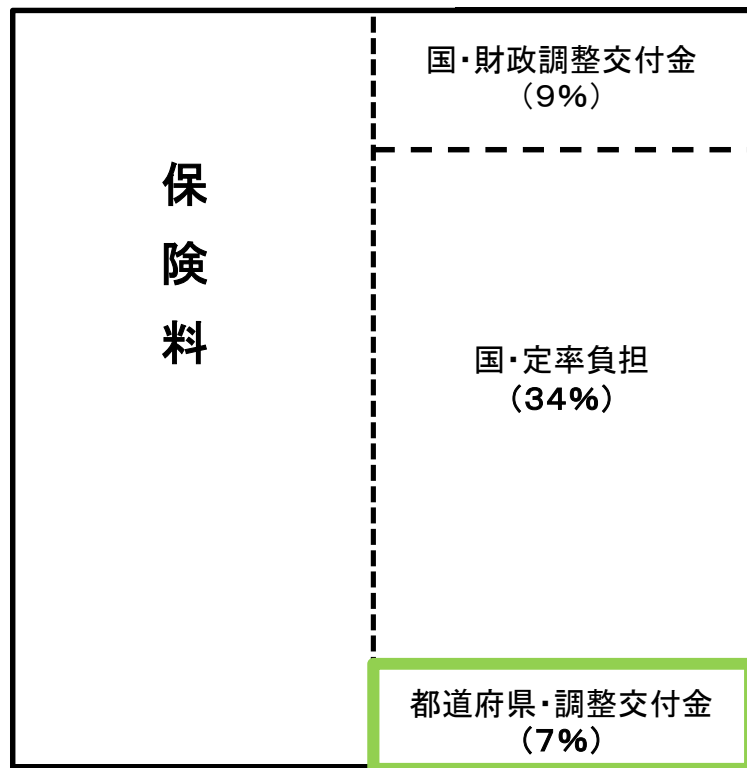 保
険
料
国・財政調整交付金
（9%）
国・定率負担
（34%）
都道府県・調整交付金
（7%）